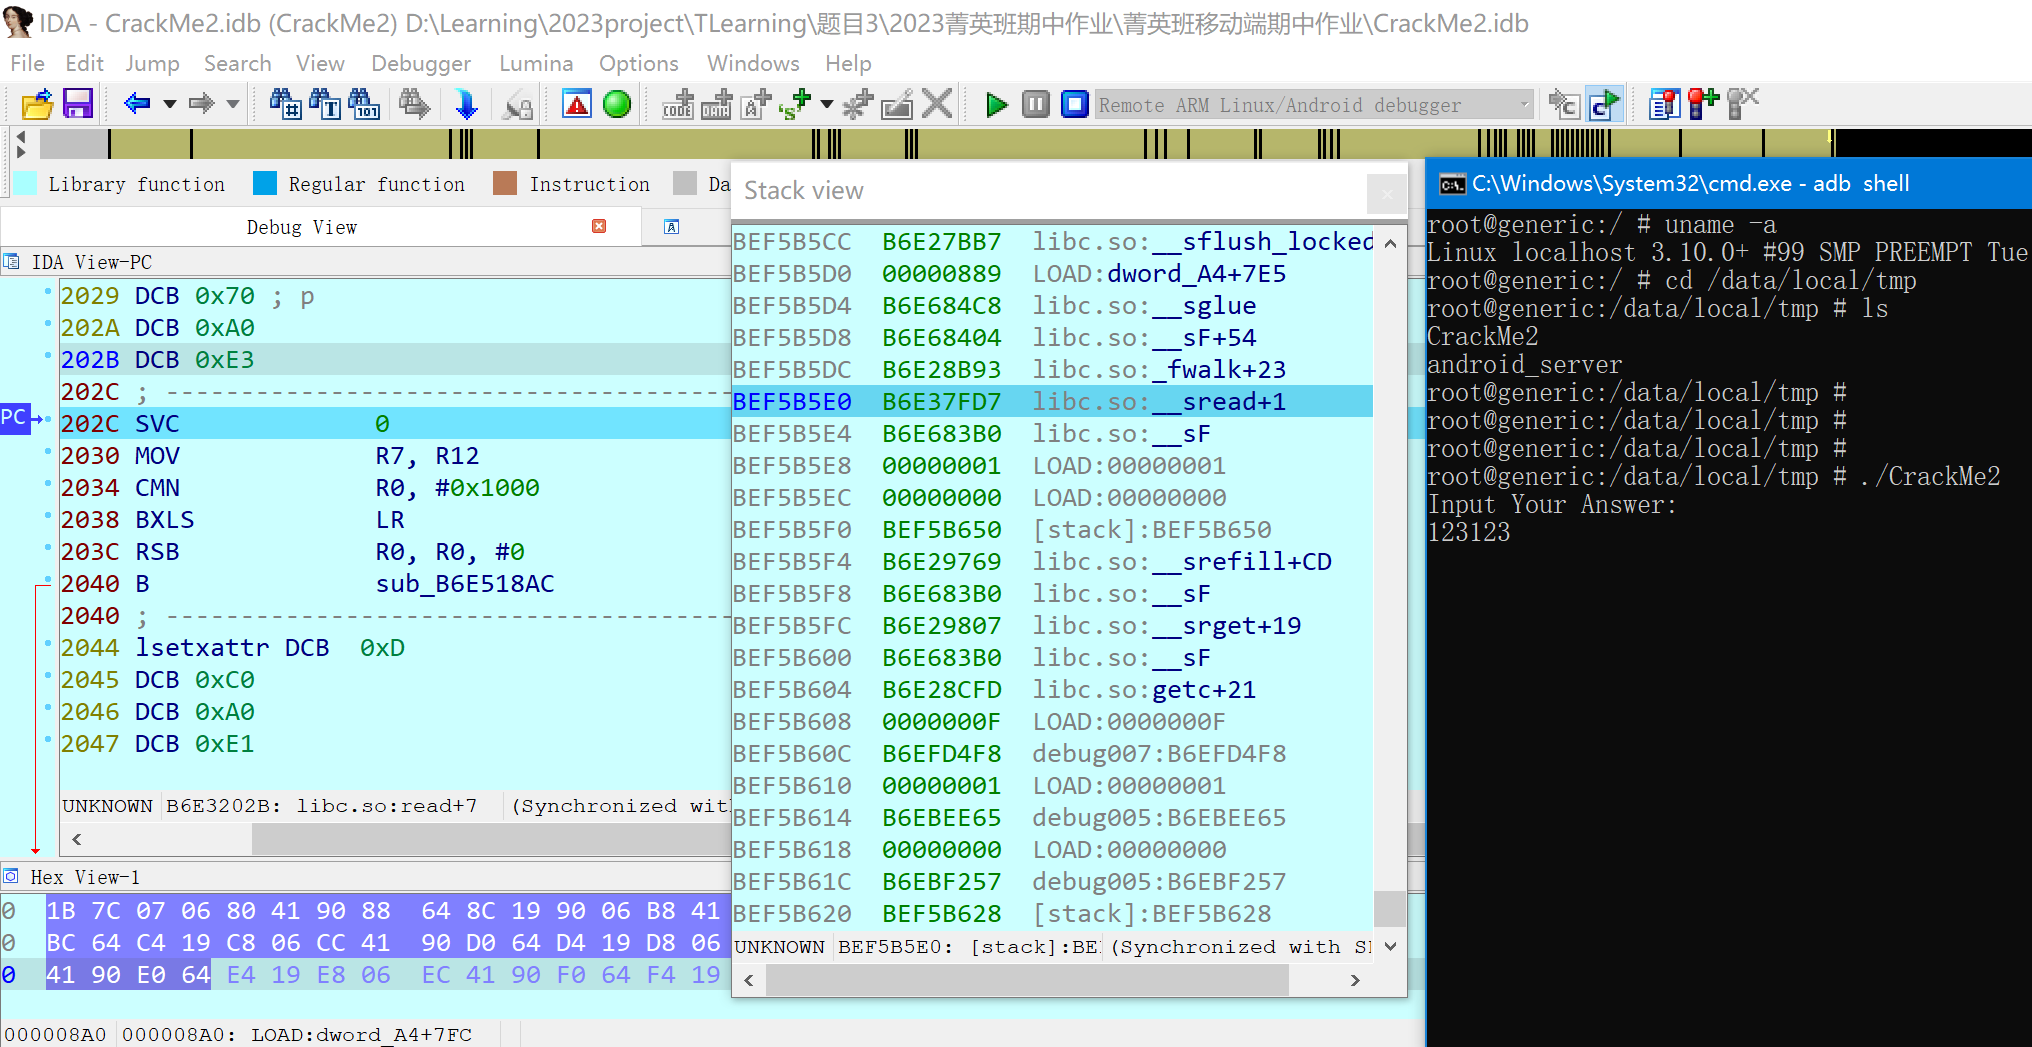 IDA - CrackMe2.idb (CrackMe2) D:\Learning\2023project\TLearning\题目3\2023菁英班期中作业\菁英班移动端期中作业\CrackMe2.idb
File Edit Jump Search View Debugger Lumina Options Windows Help
Remote ARM Linux/Android debugger
Library function Regular function Instruction Da
Debug View
IDA View-PC
2029 DCB 0x70 ; p
202A DCB 0xA0
202B DCB 0xE3
202C ; ------------------------------------
PC
202C SVC 0
2030 MOV R7, R12
2034 CMN R0, #0x1000
2038 BXLS LR
203C RSB R0, R0, #0
2040 B sub_B6E518AC
2040 ; ------------------------------------
2044 lsetxattr DCB 0xD
2045 DCB 0xC0
2046 DCB 0xA0
2047 DCB 0xE1
UNKNOWN B6E3202B: libc.so:read+7 (Synchronized wit
Hex View-1
0 1B 7C 07 06 80 41 90 88 64 8C 19 90 06 B8 41
0 BC 64 C4 19 C8 06 CC 41 90 D0 64 D4 19 D8 06
0 41 90 E0 64 E4 19 E8 06 EC 41 90 F0 64 F4 19
000008A0 000008A0: LOAD:dword_A4+7FC
Stack view
BEF5B5CC B6E27BB7 libc.so:__sflush_locked
BEF5B5D0 00000889 LOAD:dword_A4+7E5
BEF5B5D4 B6E684C8 libc.so:__sglue
BEF5B5D8 B6E68404 libc.so:__sF+54
BEF5B5DC B6E28B93 libc.so:_fwalk+23
BEF5B5E0 B6E37FD7 libc.so:__sread+1
BEF5B5E4 B6E683B0 libc.so:__sF
BEF5B5E8 00000001 LOAD:00000001
BEF5B5EC 00000000 LOAD:00000000
BEF5B5F0 BEF5B650 [stack]:BEF5B650
BEF5B5F4 B6E29769 libc.so:__srefill+CD
BEF5B5F8 B6E683B0 libc.so:__sF
BEF5B5FC B6E29807 libc.so:__srget+19
BEF5B600 B6E683B0 libc.so:__sF
BEF5B604 B6E28CFD libc.so:getc+21
BEF5B608 0000000F LOAD:0000000F
BEF5B60C B6EFD4F8 debug007:B6EFD4F8
BEF5B610 00000001 LOAD:00000001
BEF5B614 B6EBEE65 debug005:B6EBEE65
BEF5B618 00000000 LOAD:00000000
BEF5B61C B6EBF257 debug005:B6EBF257
BEF5B620 BEF5B628 [stack]:BEF5B628
UNKNOWN BEF5B5E0: [stack]:BE (Synchronized with S
C:\Windows\System32\cmd.exe - adb shell
root@generic:/ # uname -a
Linux localhost 3.10.0+ #99 SMP PREEMPT Tue
root@generic:/ # cd /data/local/tmp
root@generic:/data/local/tmp # ls
CrackMe2
android_server
root@generic:/data/local/tmp #
root@generic:/data/local/tmp #
root@generic:/data/local/tmp #
root@generic:/data/local/tmp # ./CrackMe2
Input Your Answer:
123123